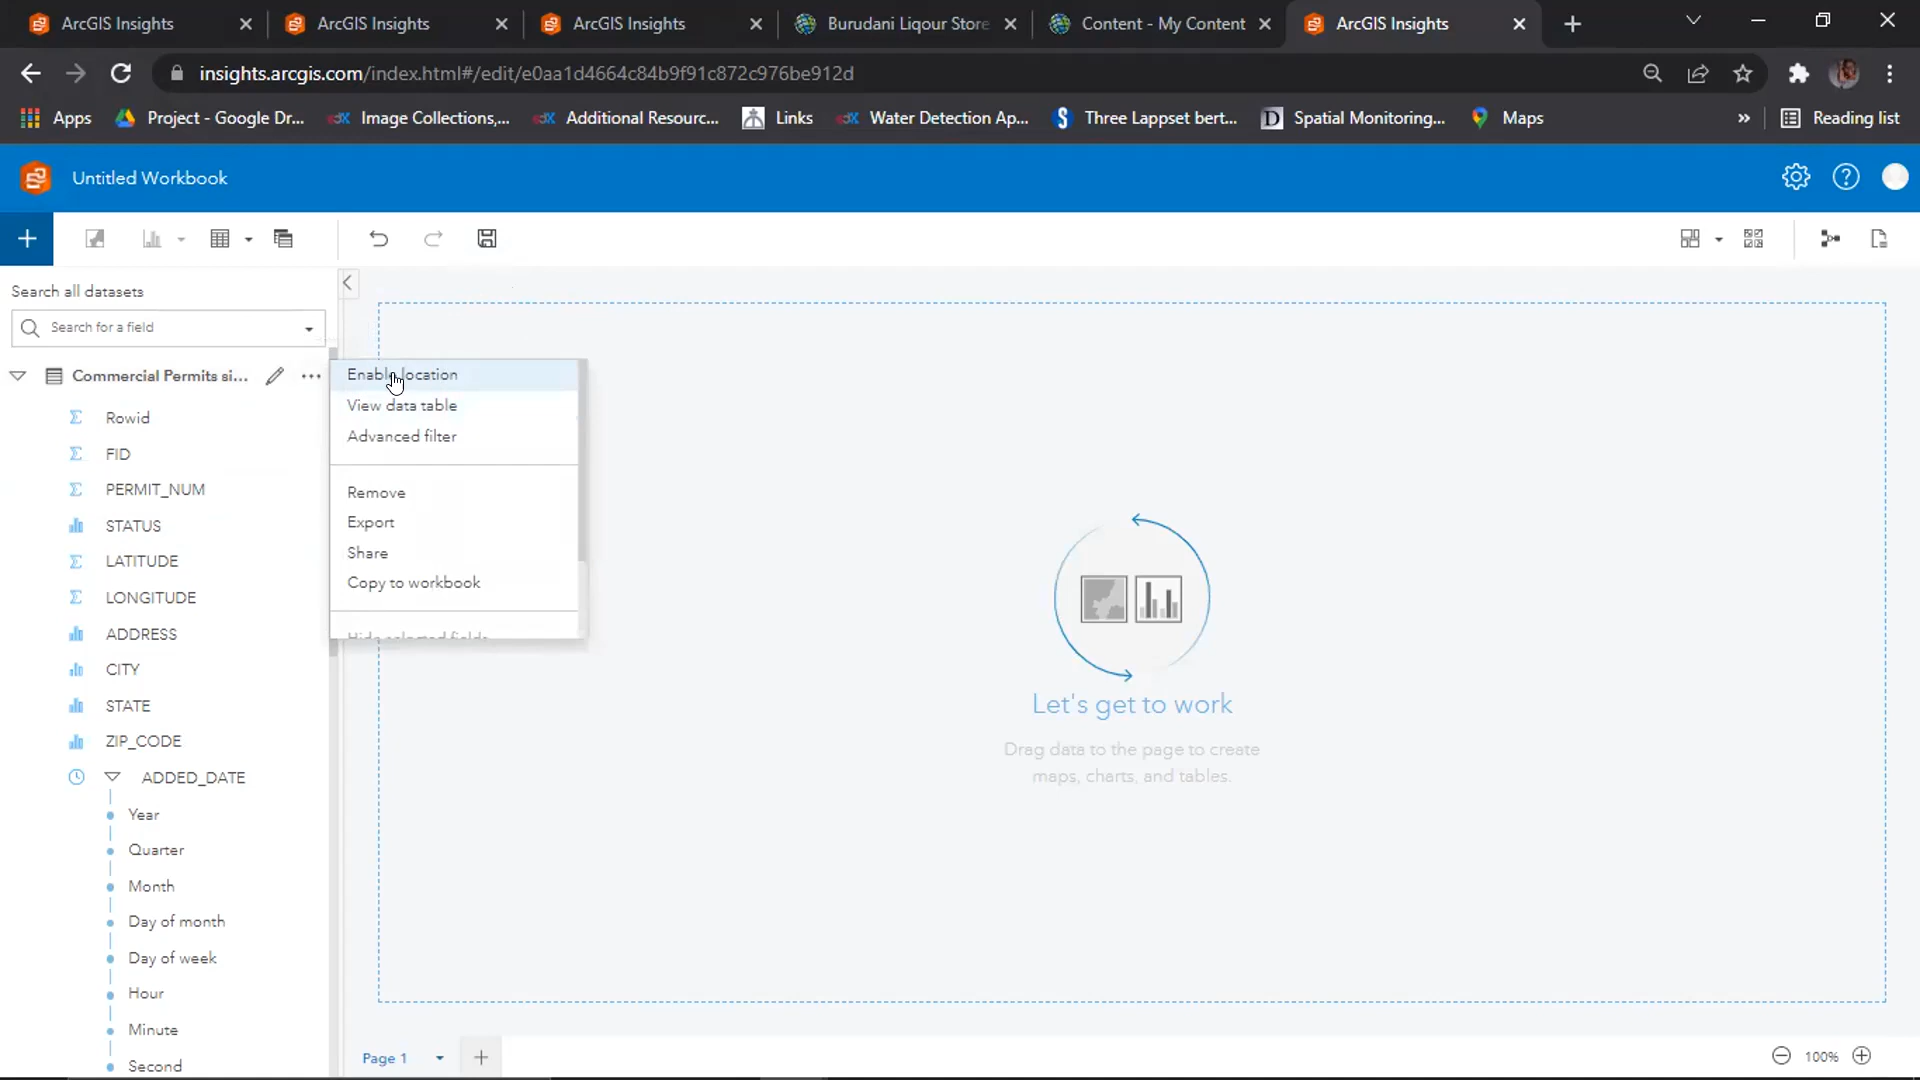 ArcGIS Insights
ArcGIS Insights
ArcGIS Insights
Burudani Liqour Store
Content - My Content
ArcGIS Insights
insights.arcgis.com/index.html#/edit/e0aa1d4664c84b9f91c872c976be912d
Apps
Project - Google Dr...
Image Collections,...
Additional Resourc...
Links
Water Detection Ap...
Three Lappset bert...
Spatial Monitoring...
Maps
»
Reading list
Untitled Workbook
Search all datasets
Search for a field
Commercial Permits si...
Rowid
FID
PERMIT_NUM
STATUS
LATITUDE
LONGITUDE
ADDRESS
CITY
STATE
ZIP_CODE
ADDED_DATE
Year
Quarter
Month
Day of month
Day of week
Hour
Minute
Second
Enable location
View data table
Advanced filter
Remove
Export
Share
Copy to workbook
Hide selected fields
Let's get to work
Drag data to the page to create
maps, charts, and tables.
Page 1
100%